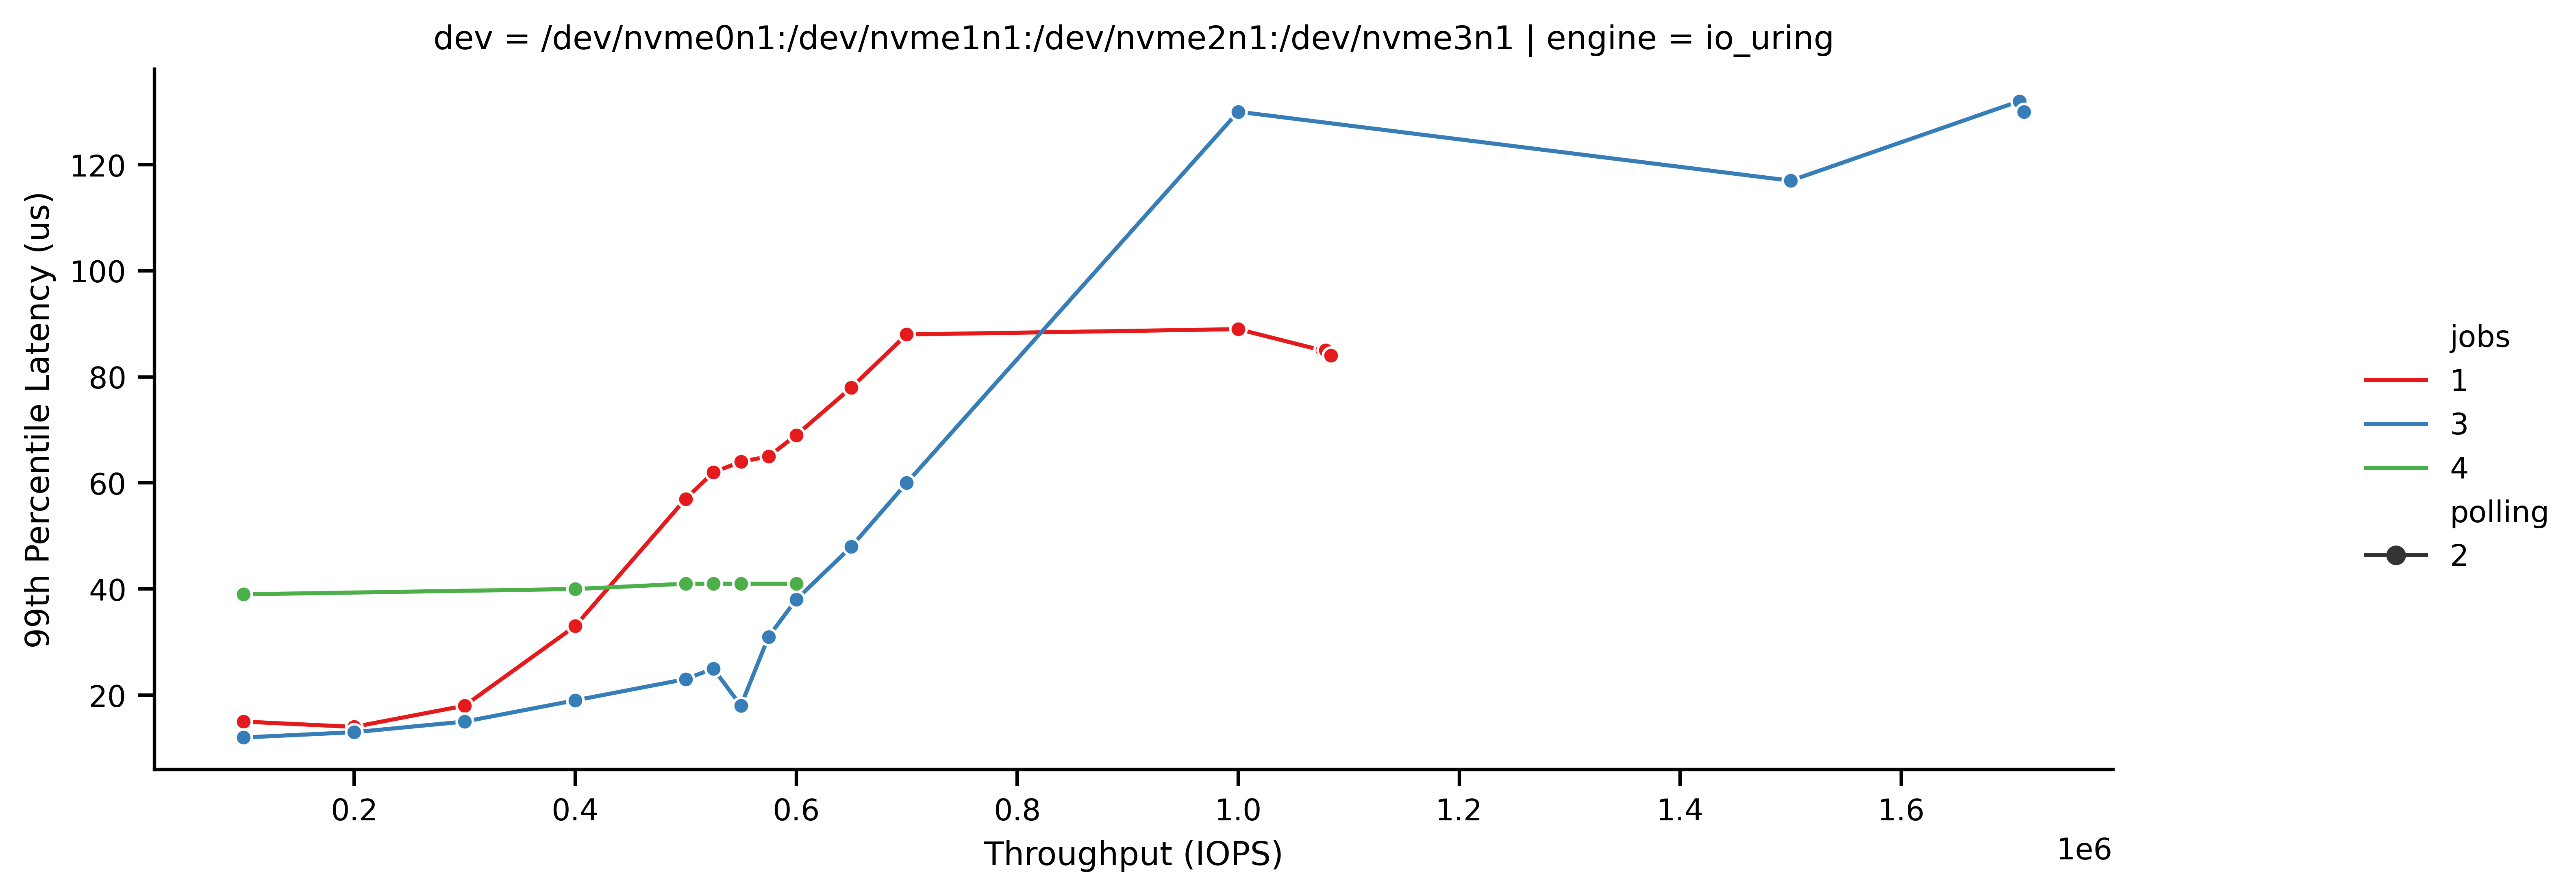 dev = /dev/nvme0n1:/dev/nvme1n1:/dev/nvme2n1:/dev/nvme3n1 | engine = io_uring
99th Percentile Latency (us)
120
100
80
60
40
20
0.2 0.4 0.6 0.8 1.0 1.2 1.4 1.6
1e6
Throughput (IOPS)
jobs
1
3
4
polling
2